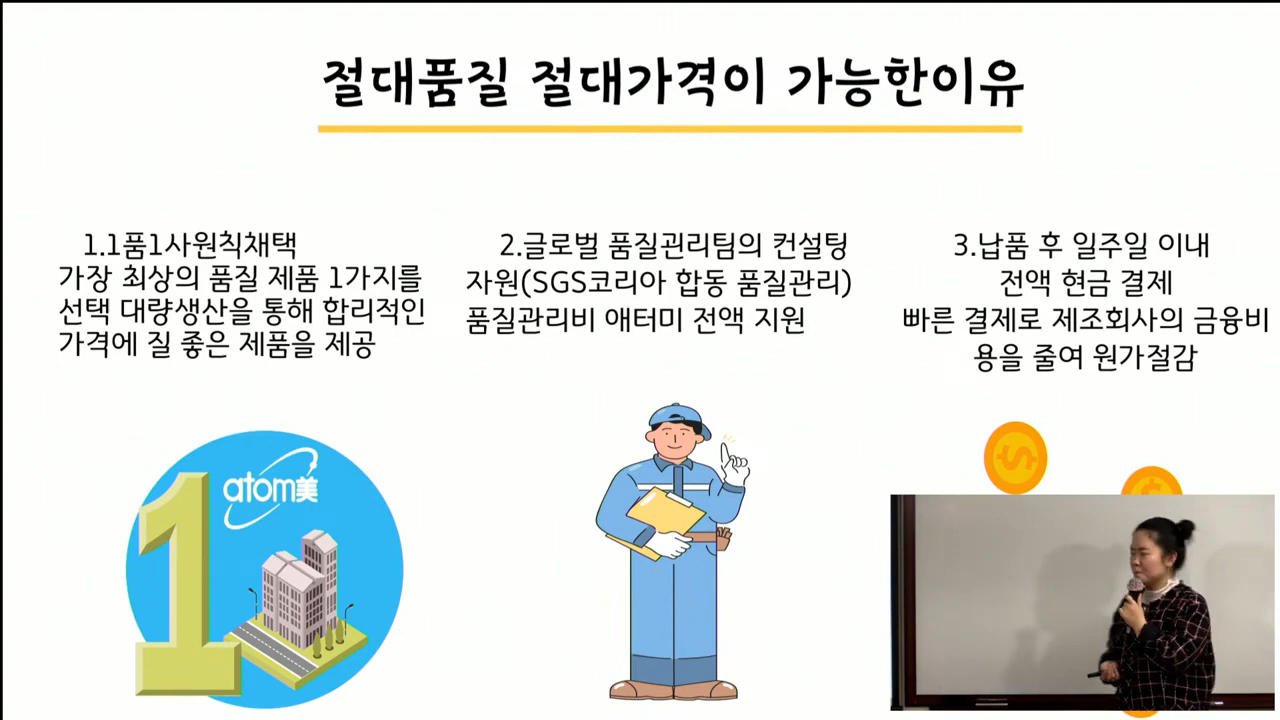 절대품질 절대가격이 가능한이유
1.1품1사원칙채택
가장 최상의 품질 제품 1가지를
선택 대량생산을 통해 합리적인
가격에 질 좋은 제품을 제공
2.글로벌 품질괸리팀의 컨설팅
자원(SGS코리아 합동 품질관리)
품질관리비 애터미 전액 지원
3.납품 후 일주일 이내
전액 현금 결제
빠른 결제로 제조회사의 금융비
용을 줄여 원가절감
1
atom美